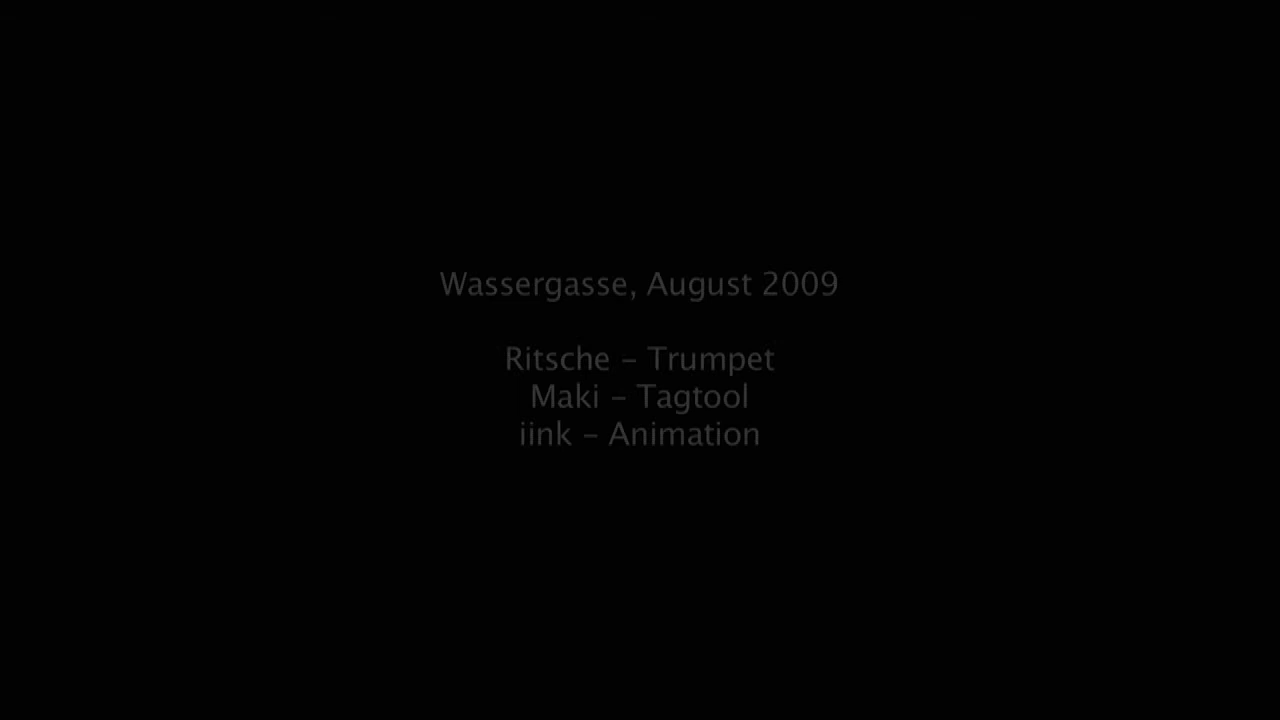 Wassergasse, August 2009
Ritsche – Trumpet
Maki – Tagtool
iink – Animation